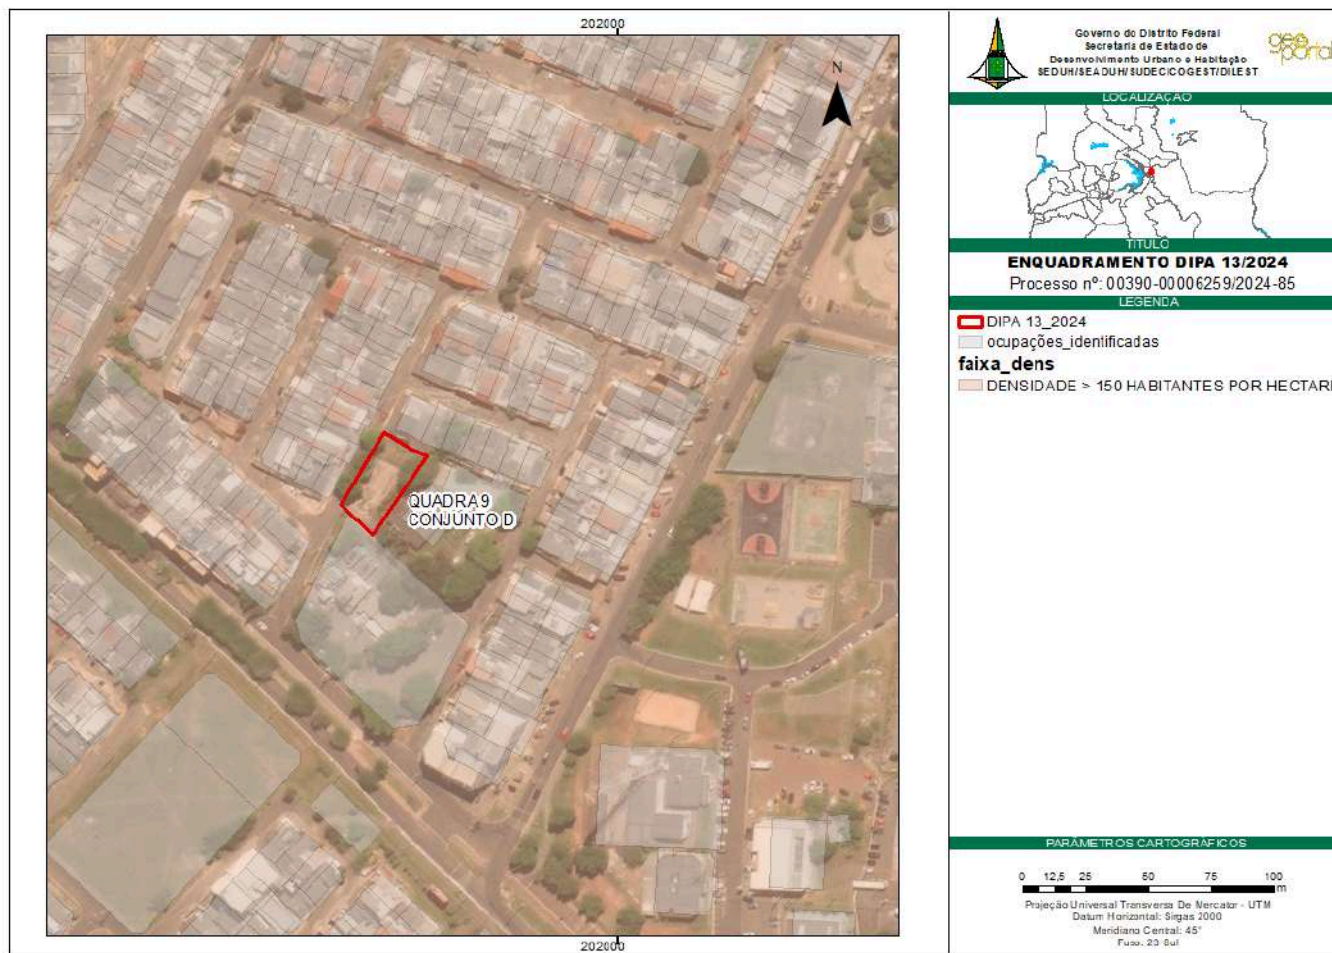 202000
N
QUADRA 9
CONJUNTO D
202000
Governo do Distrito Federal
Secretaria de Estado de
Desenvolvimento Urbano e Habitação
SEDUH/SEADUH/SUDEC/COGEST/DILEST
geo
portal
LOCALIZAÇÃO
TITULO
ENQUADRAMENTO DIPA 13/2024
Processo nº: 00390-00006259/2024-85
LEGENDA
DIPA 13_2024
ocupações_identificadas
faixa_dens
DENSIDADE > 150 HABITANTES POR HECTARE
PARÂMETROS CARTOGRÁFICOS
0 12,5 25 50 75 100
m
Projeção Universal Transversa De Mercator - UTM
Datum Horizontal: Sirgas 2000
Meridiano Central: 45°
Fuso: 23 Sul